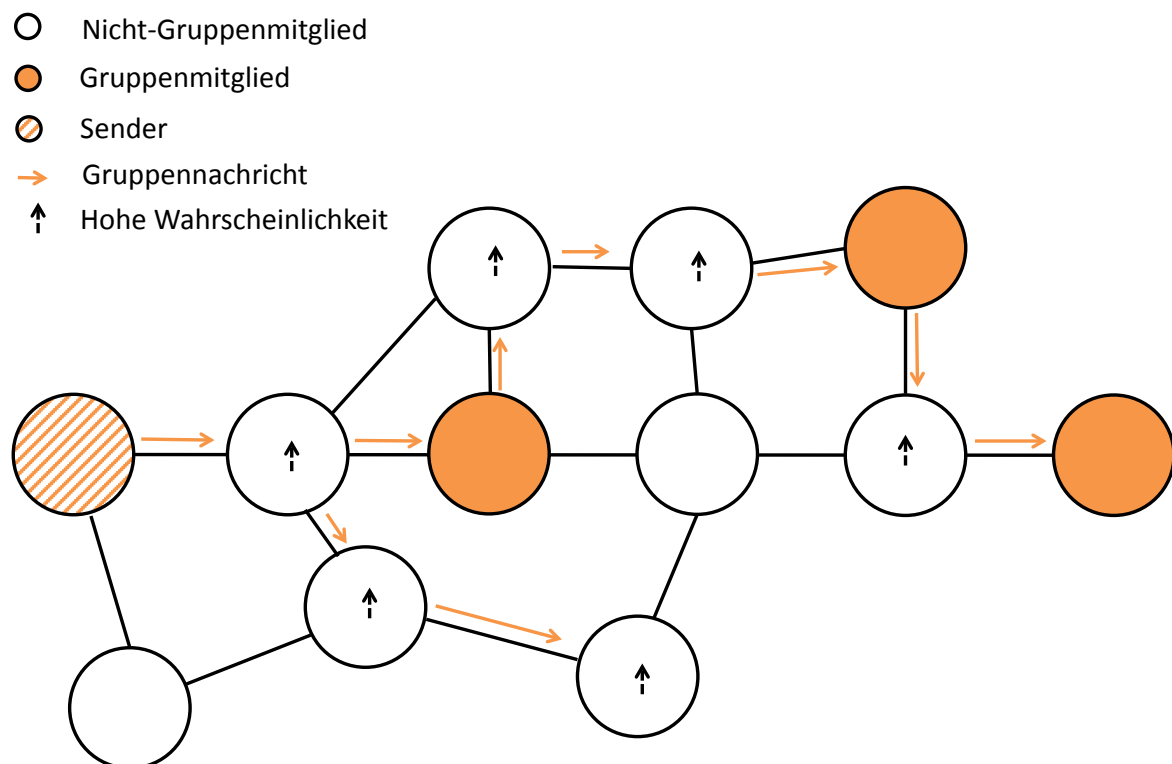 Nicht-Gruppenmitglied
Gruppenmitglied
Sender
Gruppennachricht
Hohe Wahrscheinlichkeit